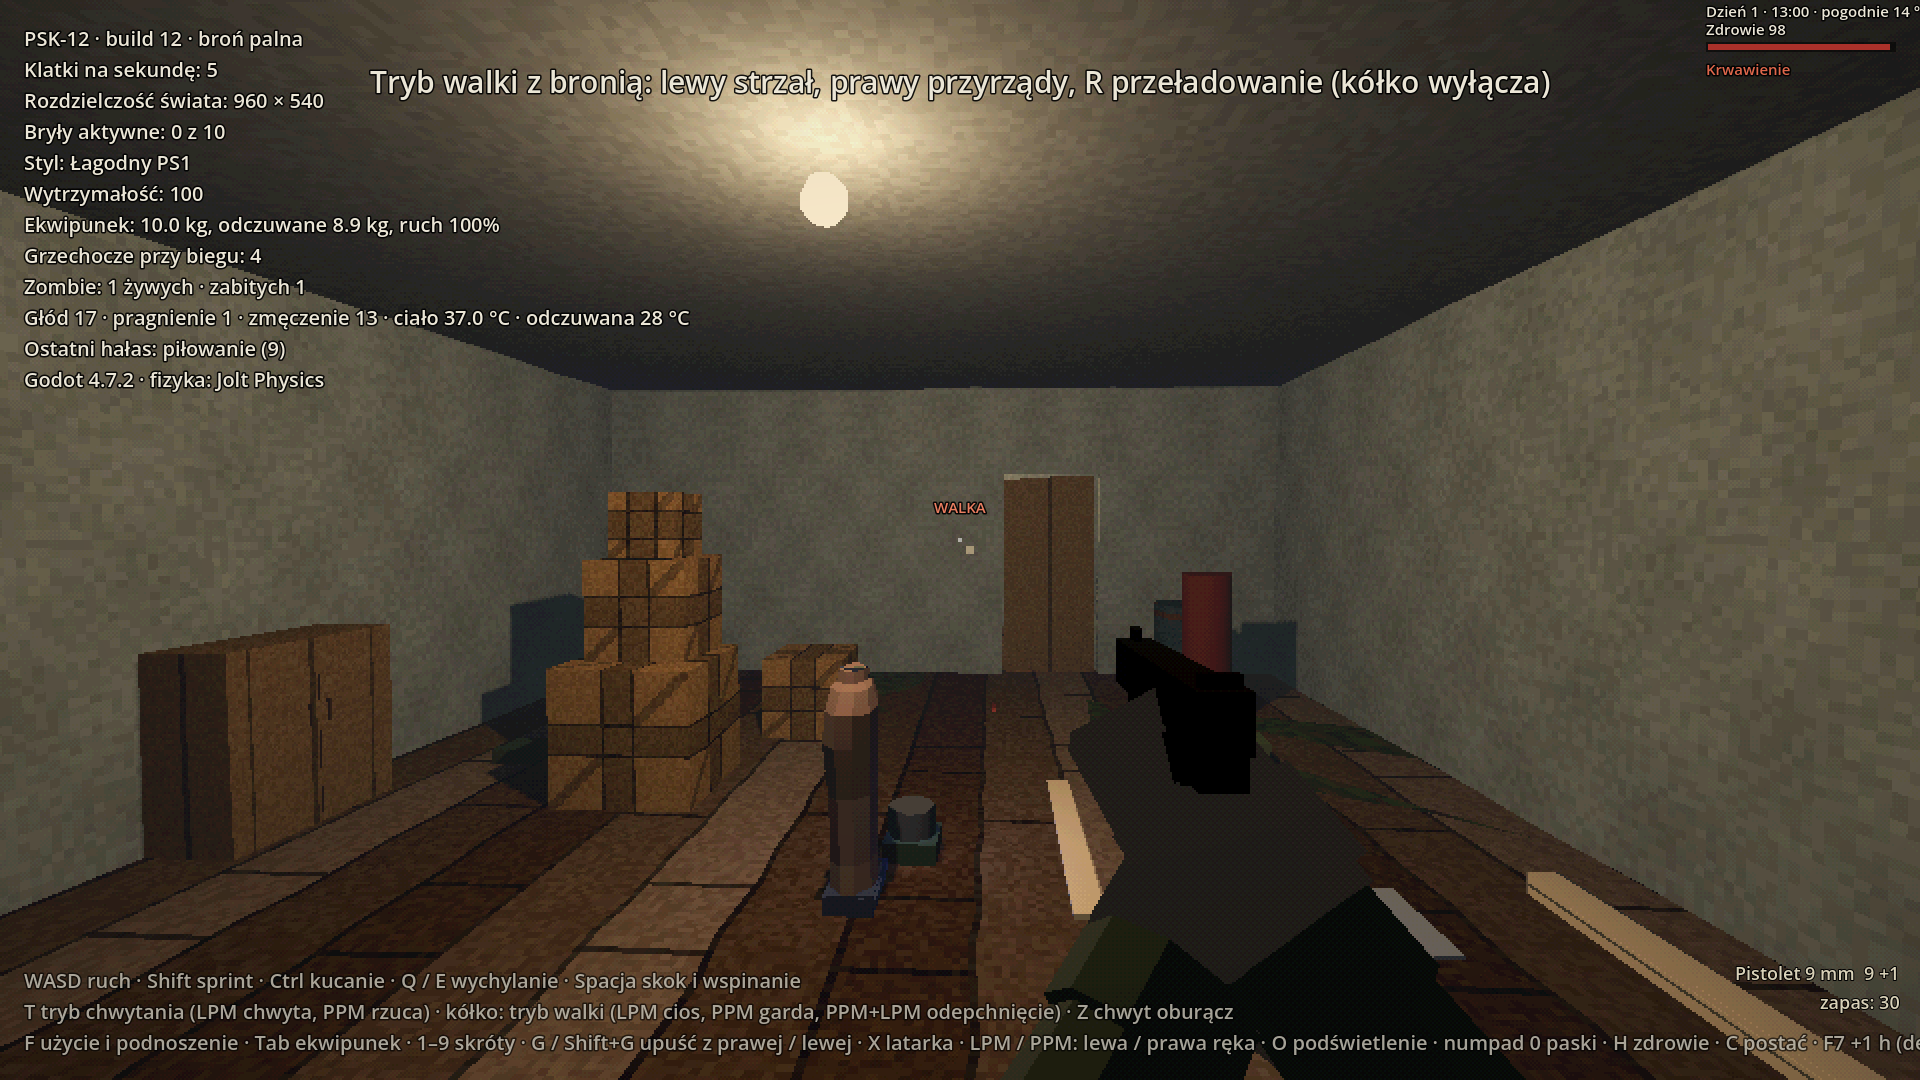 PSK-12 · build 12 · broń palna
Klatki na sekundę: 5
Rozdzielczość świata: 960 × 540
Bryły aktywne: 0 z 10
Styl: Łagodny PS1
Wytrzymałość: 100
Ekwipunek: 10.0 kg, odczuwane 8.9 kg, ruch 100%
Grzechocze przy biegu: 4
Zombie: 1 żywych · zabitych 1
Głód 17 · pragnienie 1 · zmęczenie 13 · ciało 37.0 °C · odczuwana 28 °C
Ostatni hałas: piłowanie (9)
Godot 4.7.2 · fizyka: Jolt Physics
Tryb walki z bronią: lewy strzał, prawy przyrządy, R przeładowanie (kółko wyłącza)
Dzień 1 · 13:00 · pogodnie 14 °
Zdrowie 98
Krwawienie
WALKA
WASD ruch · Shift sprint · Ctrl kucanie · Q / E wychylanie · Spacja skok i wspinanie
T tryb chwytania (LPM chwyta, PPM rzuca) · kółko: tryb walki (LPM cios, PPM garda, PPM+LPM odepchnięcie) · Z chwyt oburącz
F użycie i podnoszenie · Tab ekwipunek · 1–9 skróty · G / Shift+G upuść z prawej / lewej · X latarka · LPM / PPM: lewa / prawa ręka · O podświetlenie · numpad 0 paski · H zdrowie · C postać · F7 +1 h (de
Pistolet 9 mm  9 +1
zapas: 30